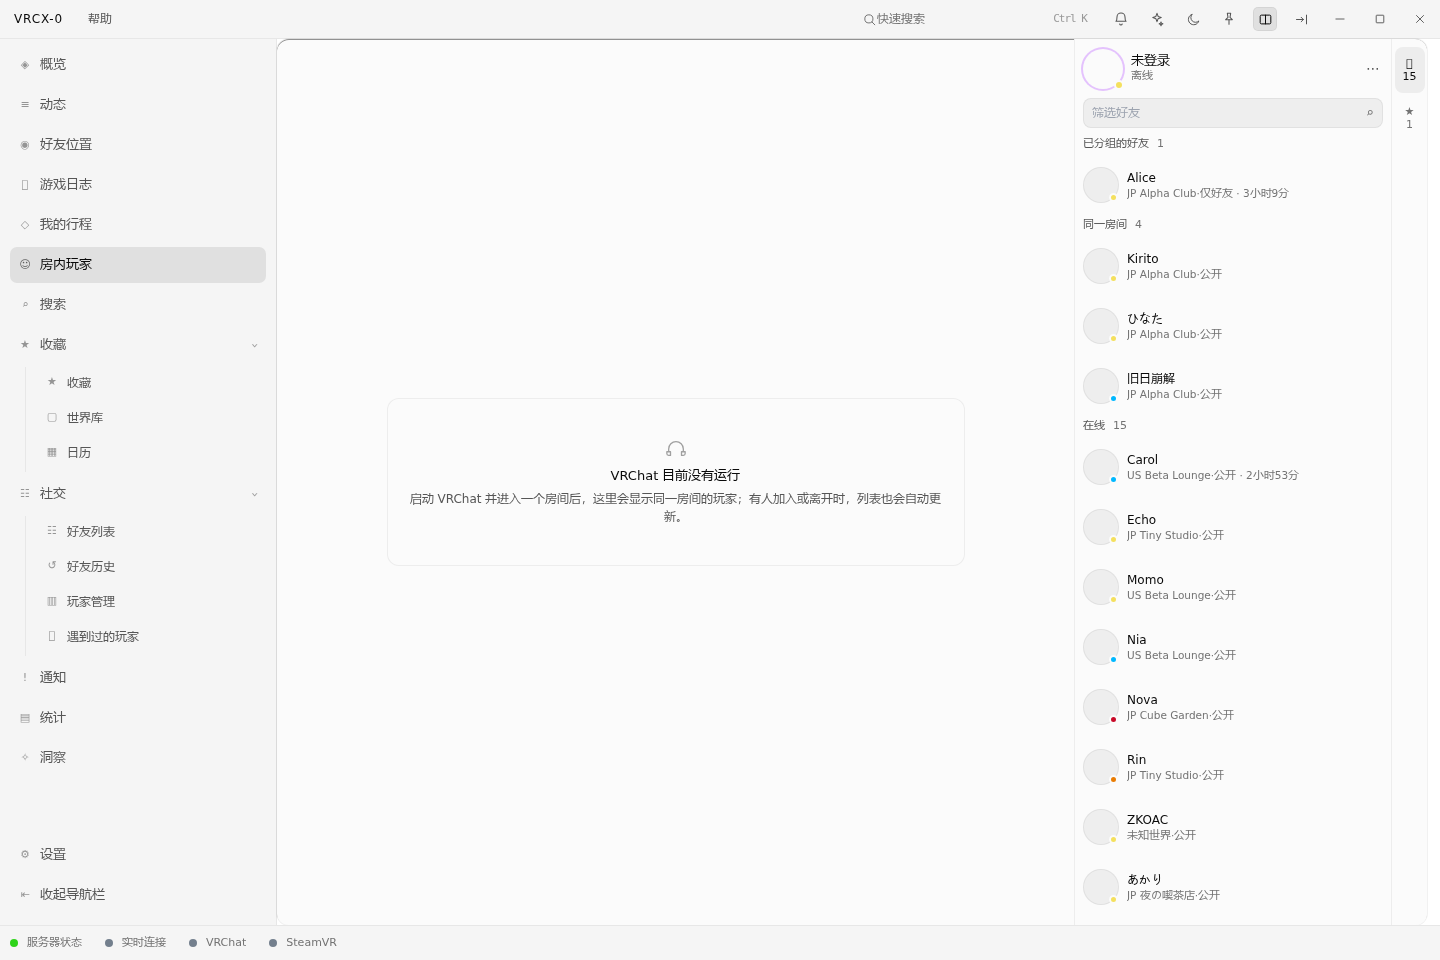 VRCX-0
帮助
快速搜索
Ctrl K
概览
动态
好友位置
游戏日志
我的行程
房内玩家
搜索
收藏
收藏
世界库
日历
社交
好友列表
好友历史
玩家管理
遇到过的玩家
通知
统计
洞察
设置
收起导航栏
VRChat 目前没有运行
启动 VRChat 并进入一个房间后，这里会显示同一房间的玩家；有人加入或离开时，列表也会自动更
新。
未登录
离线
筛选好友
已分组的好友 1
Alice
JP Alpha Club·仅好友 · 3小时9分
同一房间 4
Kirito
JP Alpha Club·公开
ひなた
JP Alpha Club·公开
旧日崩解
JP Alpha Club·公开
在线 15
Carol
US Beta Lounge·公开 · 2小时53分
Echo
JP Tiny Studio·公开
Momo
US Beta Lounge·公开
Nia
US Beta Lounge·公开
Nova
JP Cube Garden·公开
Rin
JP Tiny Studio·公开
ZKOAC
未知世界·公开
あかり
JP 夜の喫茶店·公开
15
1
服务器状态
实时连接
VRChat
SteamVR